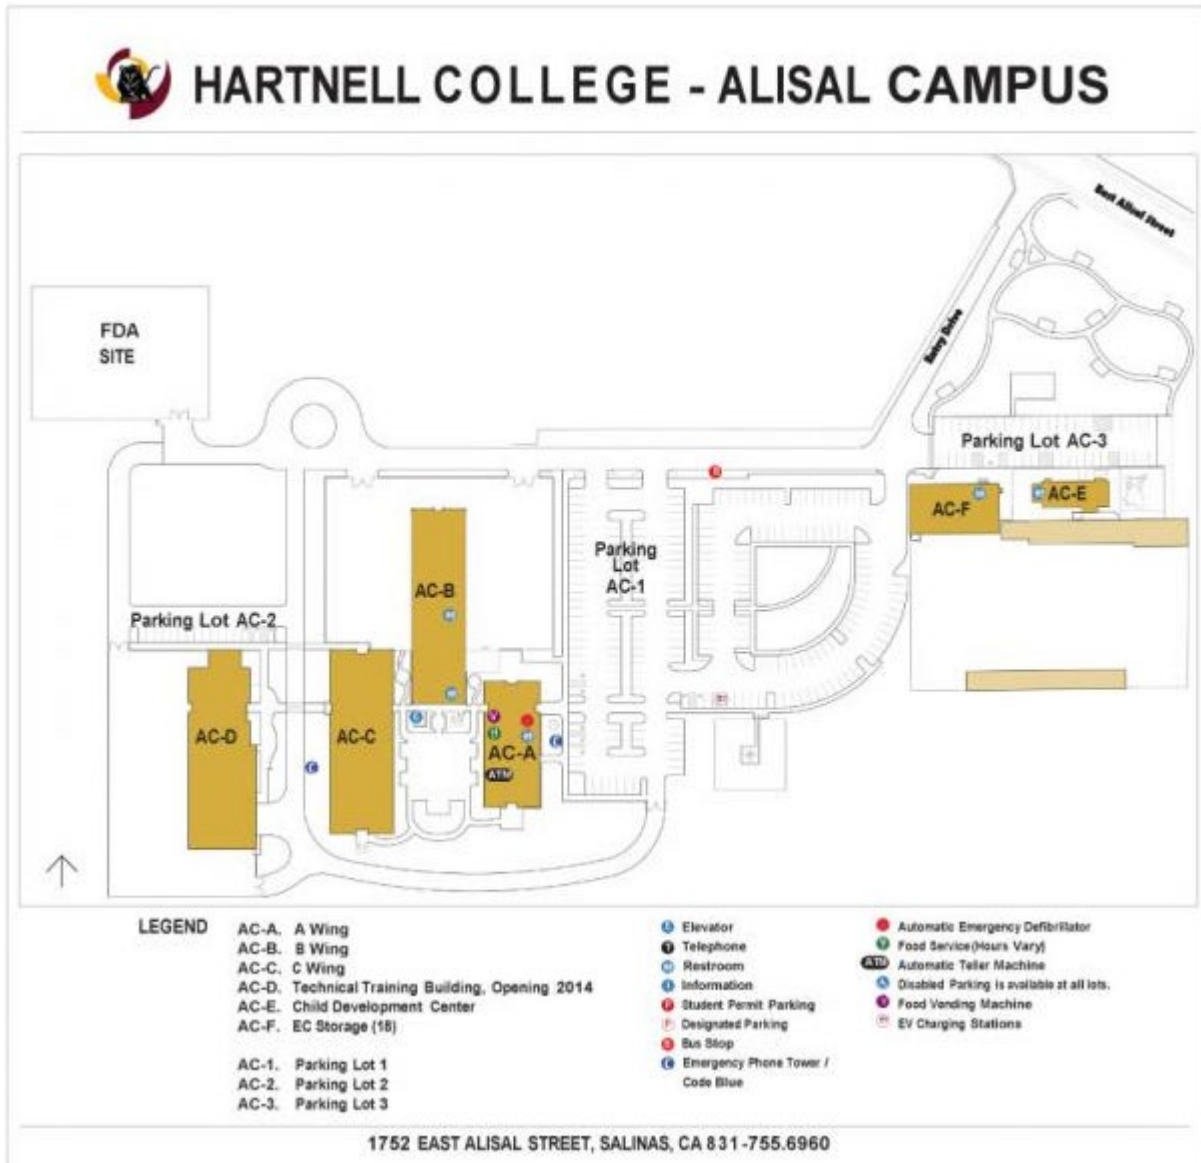 HARTNELL COLLEGE - ALISAL CAMPUS
East Alisal Street
Entry Drive
FDA
SITE
Parking Lot AC-3
AC-F
AC-E
Parking
Lot
AC-1
AC-B
Parking Lot AC-2
AC-D
AC-C
AC-A
ATM
LEGEND
AC-A. A Wing
AC-B. B Wing
AC-C. C Wing
AC-D. Technical Training Building, Opening 2014
AC-E. Child Development Center
AC-F. EC Storage (18)
AC-1. Parking Lot 1
AC-2. Parking Lot 2
AC-3. Parking Lot 3
Elevator
Telephone
Restroom
Information
Student Permit Parking
Designated Parking
Bus Stop
Emergency Phone Tower /
Code Blue
Automatic Emergency Defibrillator
Food Service(Hours Vary)
ATM Automatic Teller Machine
Disabled Parking is available at all lots.
Food Vending Machine
EV Charging Stations
1752 EAST ALISAL STREET, SALINAS, CA 831-755.6960